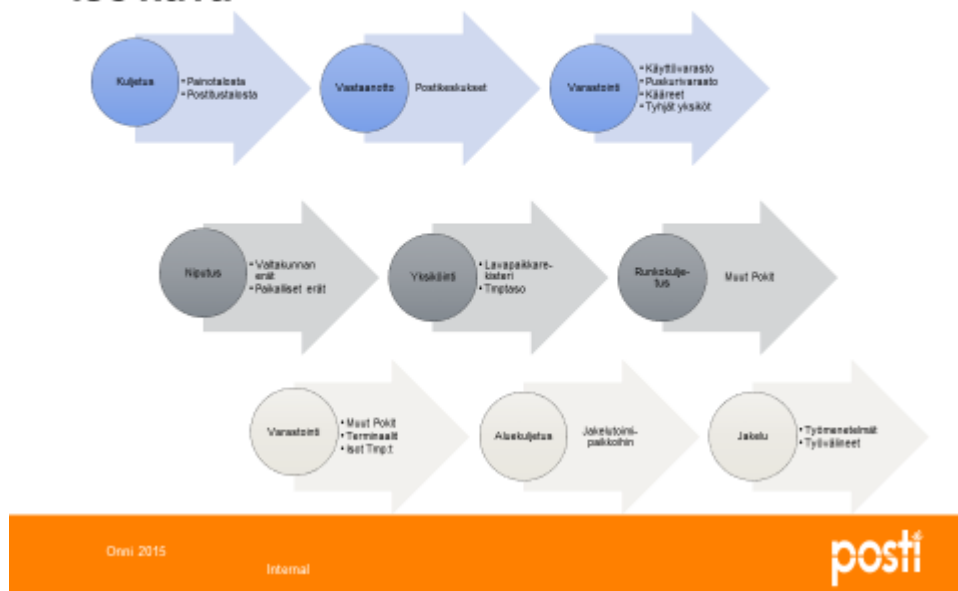 Kuljetus
• Painotalosta
• Postitustalosta
Vastaanotto
Postikeskukset
Varastointi
• Käyttövarasto
• Puskurivarasto
• Kääreet
• Tyhjät yksiköt
Niputus
• Valtakunnan
erät
• Paikalliset erät
Yksiköinti
• Lavapaikkare-
kisteri
• Tmptaso
Runkokulje-
tus
Muut Pokit
Varastointi
• Muut Pokit
• Terminaalit
• Isot Tmp:t
Aluekuljetus
Jakelutoimi-
paikkoihin
Jakelu
• Työmenetelmät
• Työvälineet
Onni 2015
Internal
posti